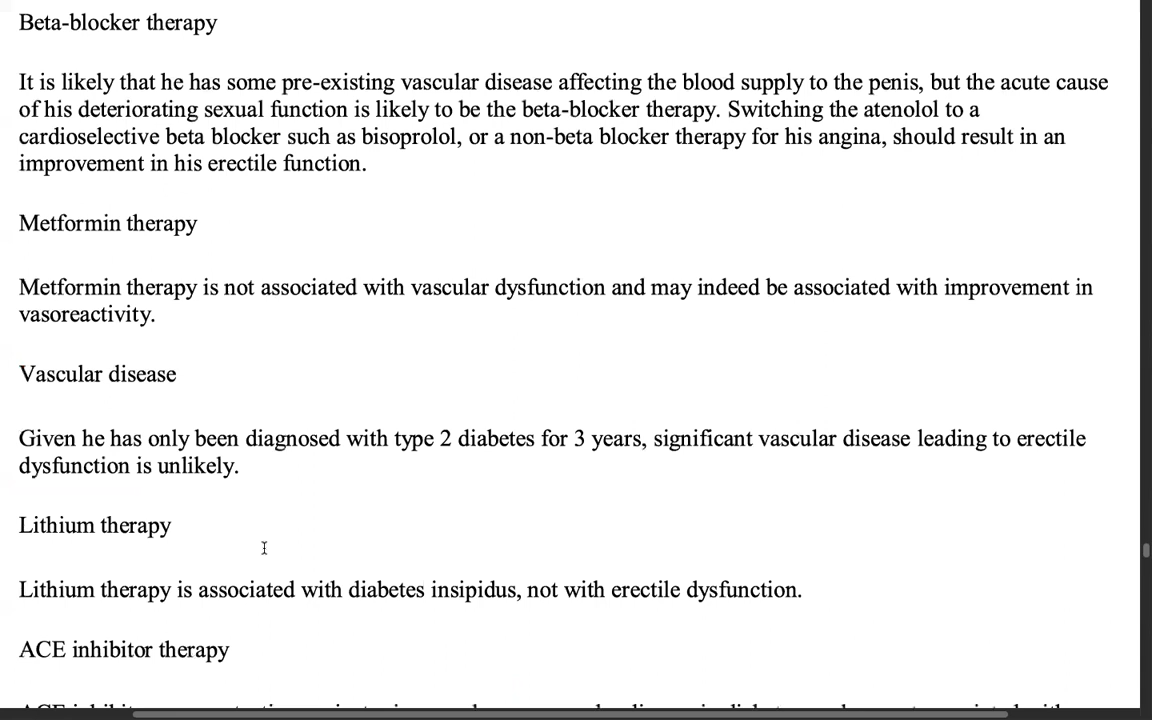 Beta-blocker therapy
It is likely that he has some pre-existing vascular disease affecting the blood supply to the penis, but the acute cause
of his deteriorating sexual function is likely to be the beta-blocker therapy. Switching the atenolol to a
cardioselective beta blocker such as bisoprolol, or a non-beta blocker therapy for his angina, should result in an
improvement in his erectile function.
Metformin therapy
Metformin therapy is not associated with vascular dysfunction and may indeed be associated with improvement in
vasoreactivity.
Vascular disease
Given he has only been diagnosed with type 2 diabetes for 3 years, significant vascular disease leading to erectile
dysfunction is unlikely.
Lithium therapy
Lithium therapy is associated with diabetes insipidus, not with erectile dysfunction.
ACE inhibitor therapy